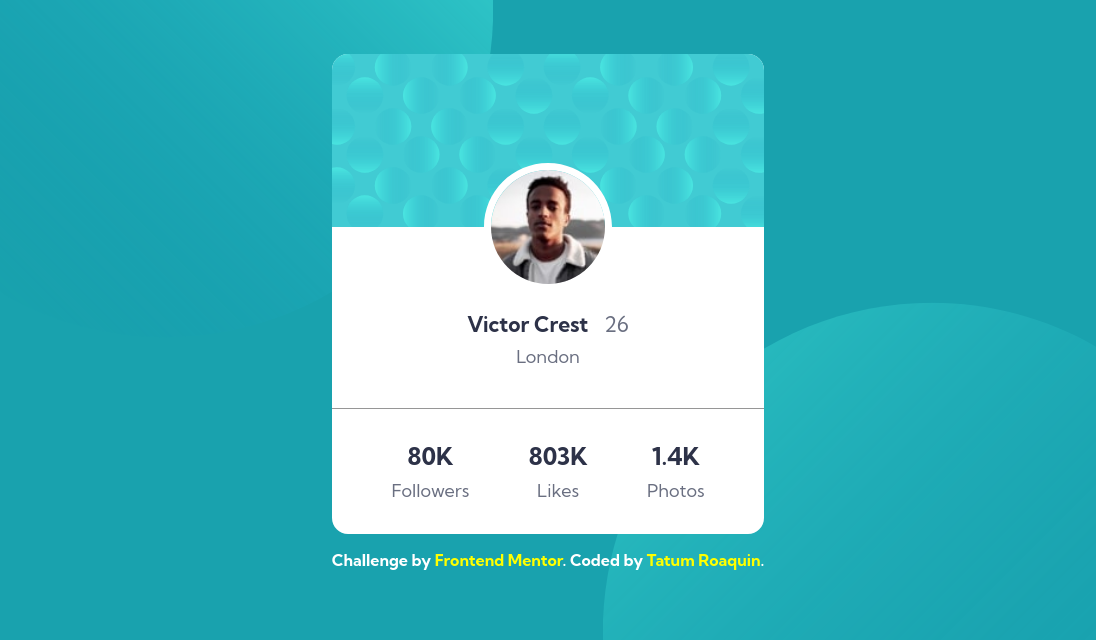 Victor Crest 26
London
80K 803K 1.4K
Followers Likes Photos
Challenge by Frontend Mentor. Coded by Tatum Roaquin.